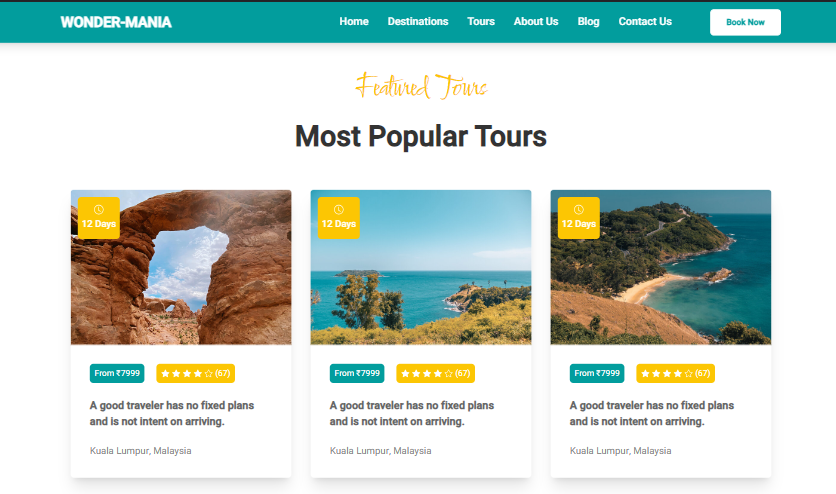 WONDER-MANIA
Home Destinations Tours About Us Blog Contact Us Book Now
Featured Tours
Most Popular Tours
12 Days
12 Days
12 Days
From ₹7999 ★★★★☆ (67)
A good traveler has no fixed plans
and is not intent on arriving.
Kuala Lumpur, Malaysia
From ₹7999 ★★★★☆ (67)
A good traveler has no fixed plans
and is not intent on arriving.
Kuala Lumpur, Malaysia
From ₹7999 ★★★★☆ (67)
A good traveler has no fixed plans
and is not intent on arriving.
Kuala Lumpur, Malaysia